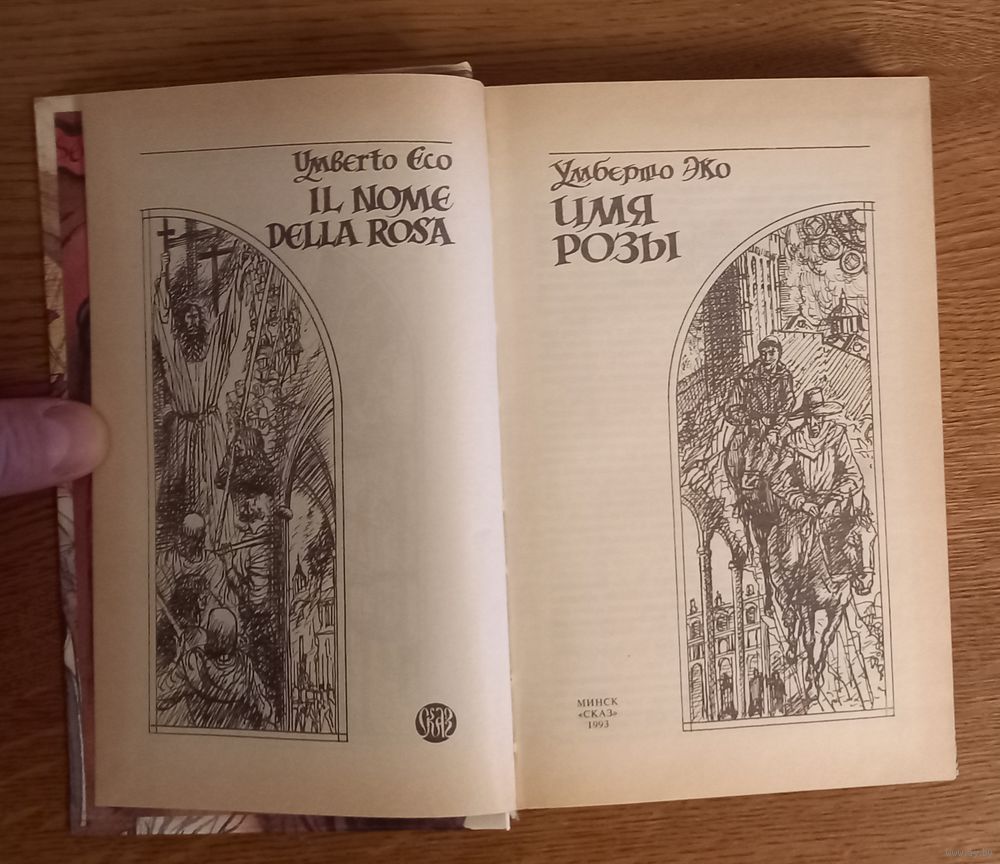 Umberto Eco
IL NOME
DELLA ROSA
СКАЗ
Умберто Эко
ИМЯ
РОЗЫ
МИНСК
«СКАЗ»
1993